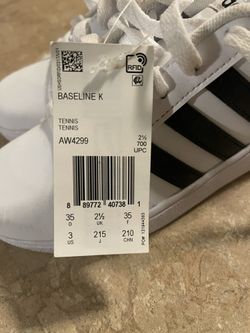 RFID
BASELINE K
TENNIS
TENNIS
AW4299
2½
700
UPC
8 89772 40738 1
35 2½ 35
D UK F
3 215 210
US J CHN